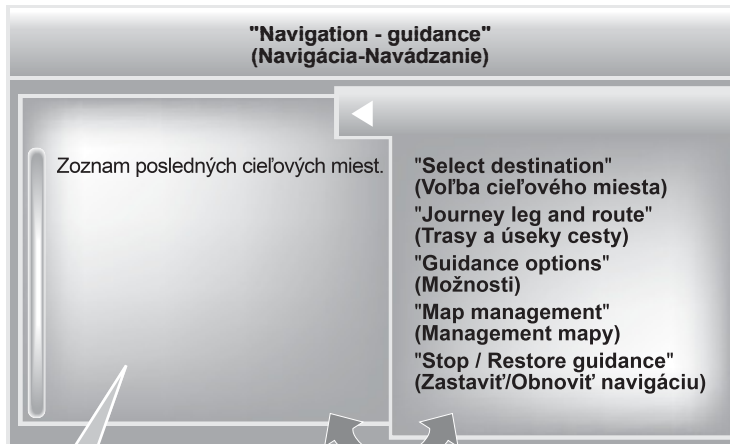 "Navigation - guidance"
(Navigácia-Navádzanie)
Zoznam posledných cieľových miest.
"Select destination"
(Voľba cieľového miesta)
"Journey leg and route"
(Trasy a úseky cesty)
"Guidance options"
(Možnosti)
"Map management"
(Management mapy)
"Stop / Restore guidance"
(Zastaviť/Obnoviť navigáciu)